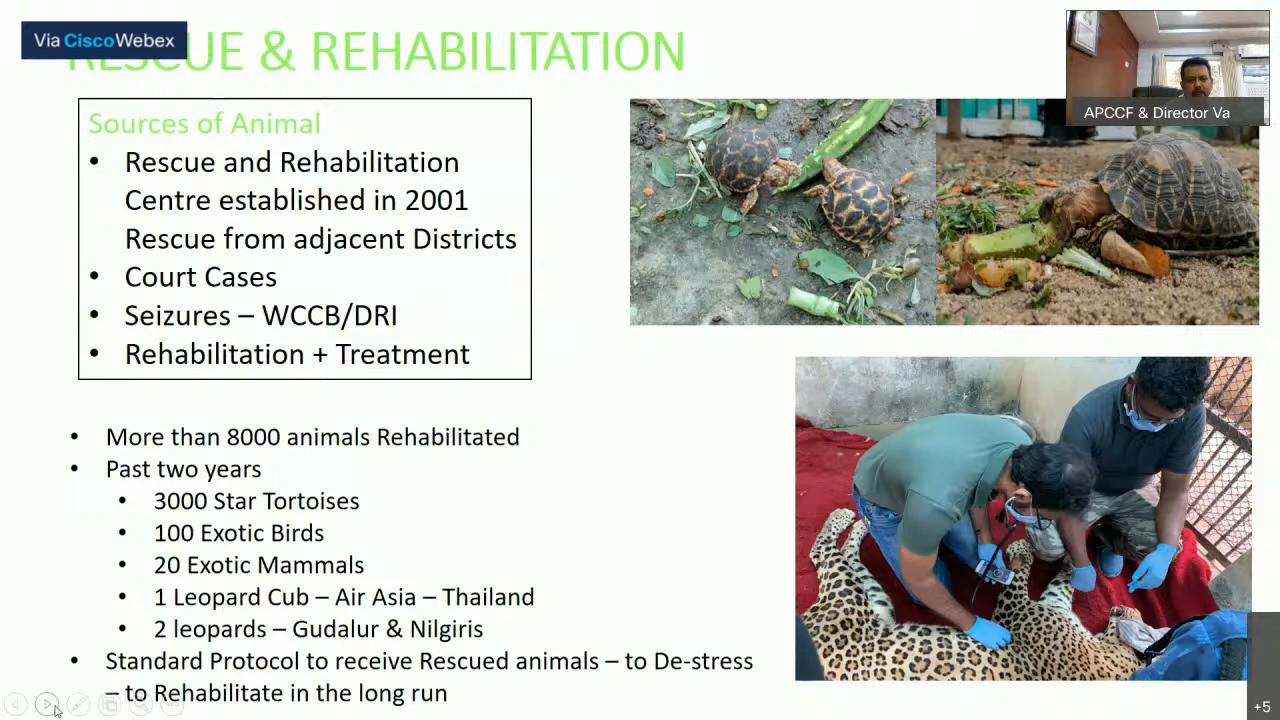 Via CiscoWebex
RESCUE & REHABILITATION
APCCF & Director Va
Sources of Animal
• Rescue and Rehabilitation
Centre established in 2001
Rescue from adjacent Districts
• Court Cases
• Seizures – WCCB/DRI
• Rehabilitation + Treatment
• More than 8000 animals Rehabilitated
• Past two years
• 3000 Star Tortoises
• 100 Exotic Birds
• 20 Exotic Mammals
• 1 Leopard Cub – Air Asia – Thailand
• 2 leopards – Gudalur & Nilgiris
• Standard Protocol to receive Rescued animals – to De-stress
– to Rehabilitate in the long run
+5